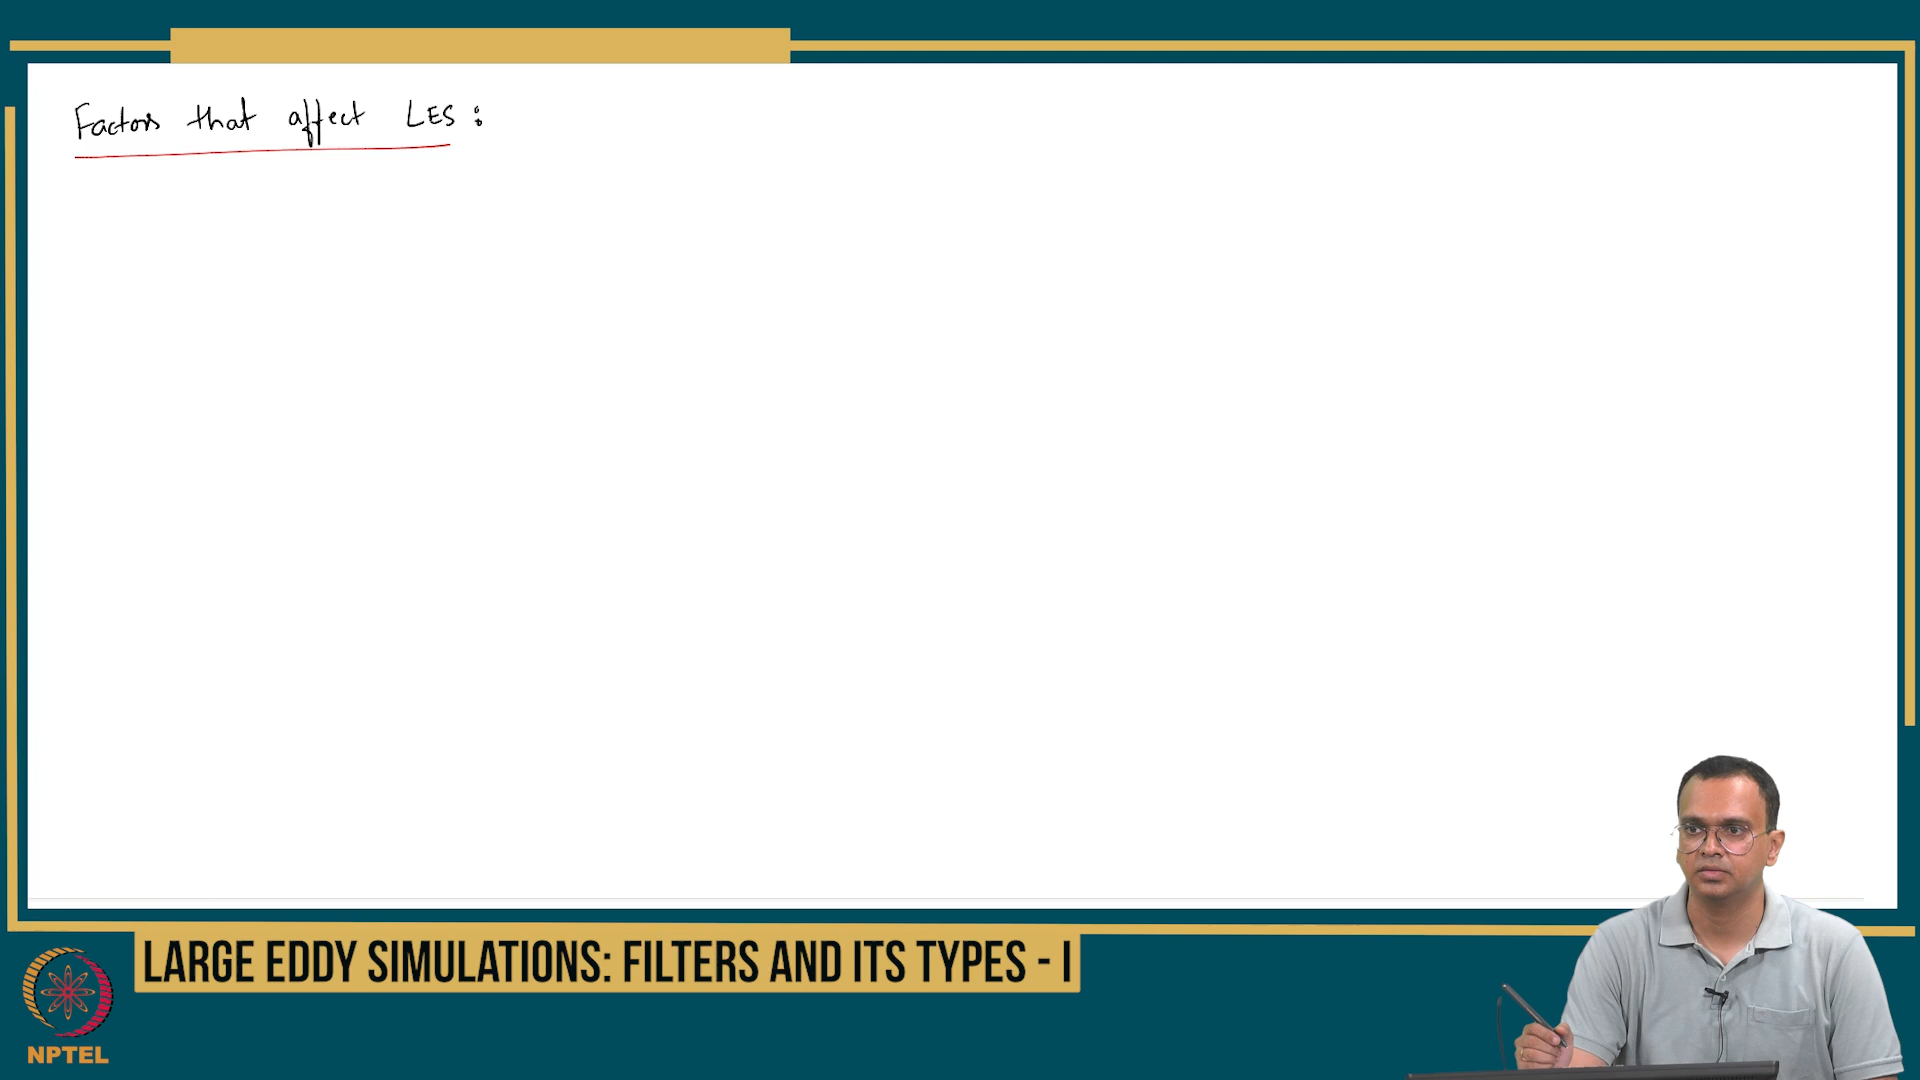 Factors that affect LES :
LARGE EDDY SIMULATIONS: FILTERS AND ITS TYPES - I
NPTEL